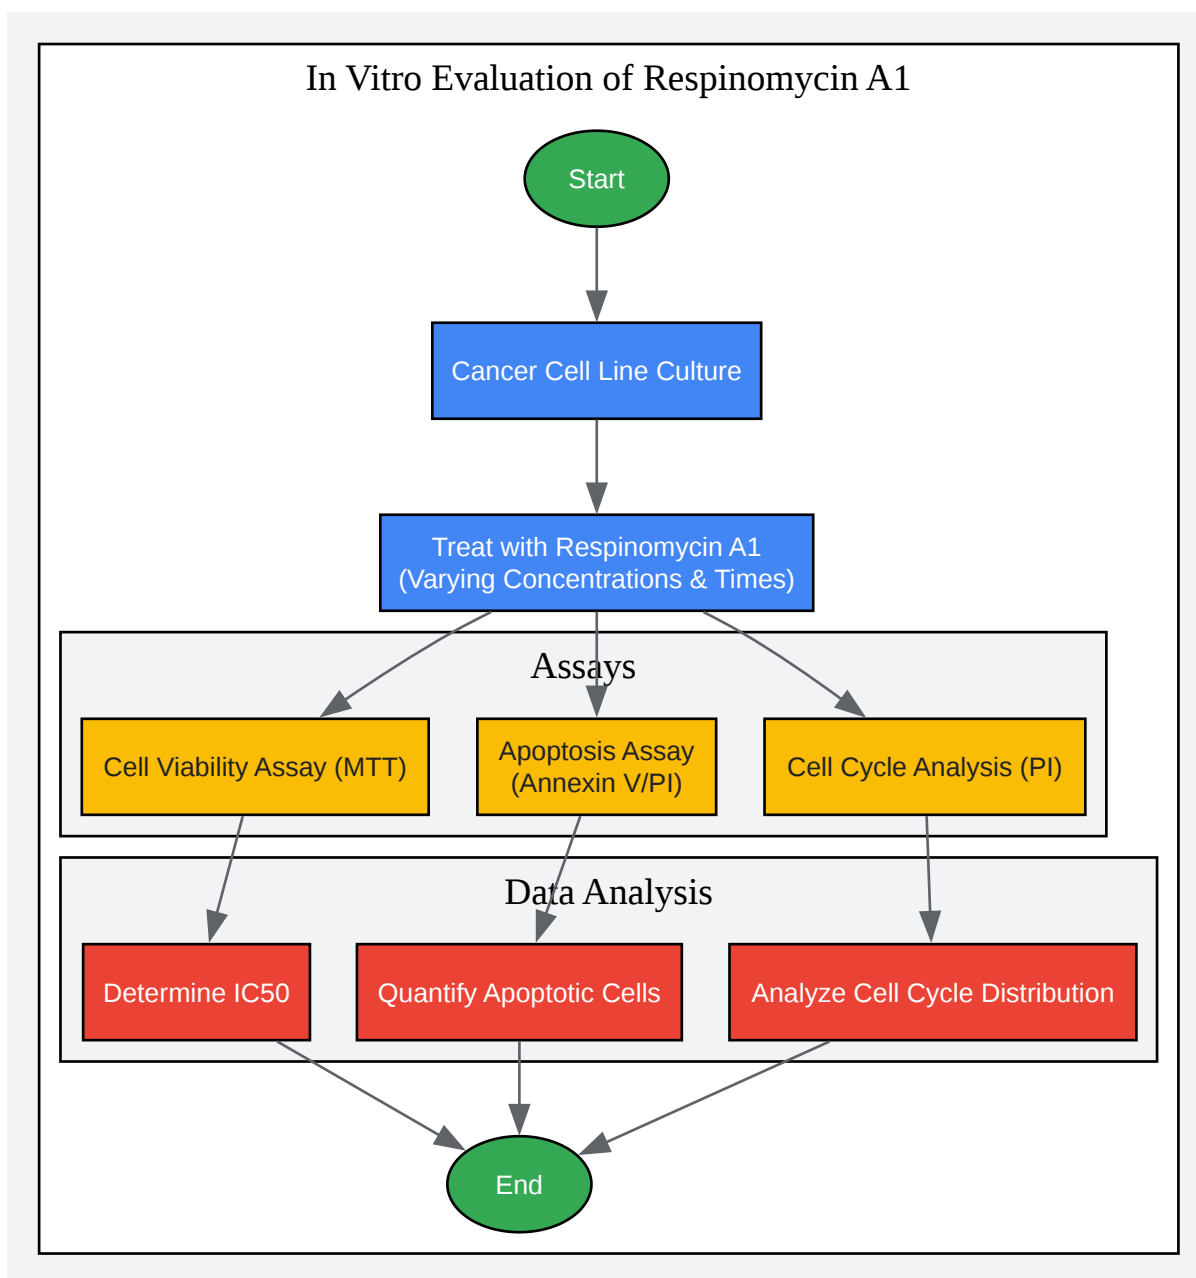 In Vitro Evaluation of Respinomycin A1
Start
Cancer Cell Line Culture
Treat with Respinomycin A1
(Varying Concentrations & Times)
Assays
Cell Viability Assay (MTT)
Apoptosis Assay
(Annexin V/PI)
Cell Cycle Analysis (PI)
Data Analysis
Determine IC50
Quantify Apoptotic Cells
Analyze Cell Cycle Distribution
End